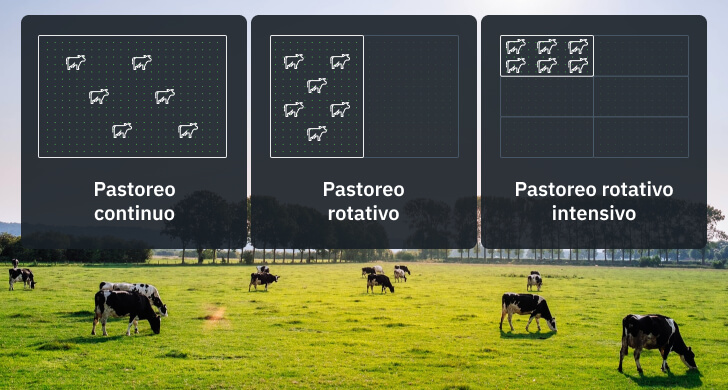 Pastoreo
continuo
Pastoreo
rotativo
Pastoreo rotativo
intensivo